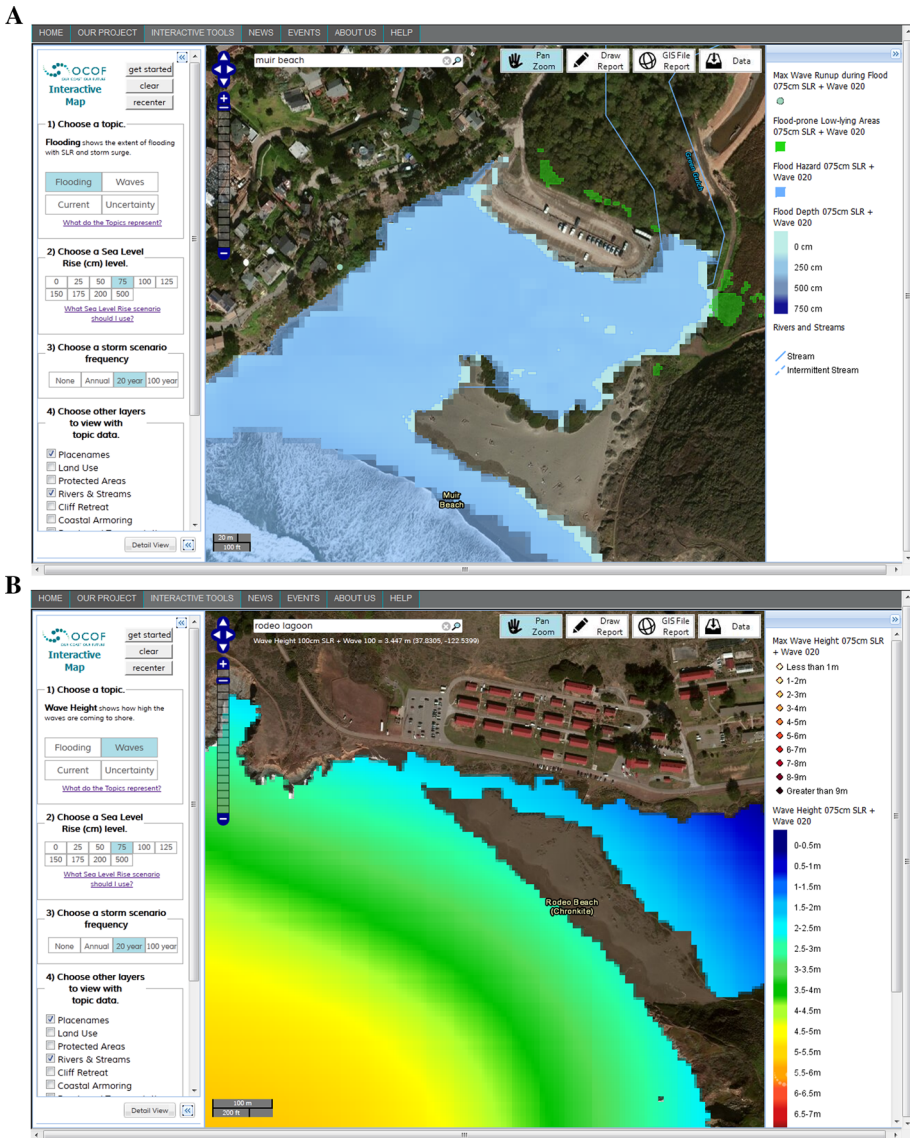 A
HOME OUR PROJECT INTERACTIVE TOOLS NEWS EVENTS ABOUT US HELP
OCOF
OUR COAST OUR FUTURE
Interactive
Map
get started
clear
recenter
1) Choose a topic.
Flooding shows the extent of flooding
with SLR and storm surge.
Flooding Waves
Current Uncertainty
What do the Topics represent?
2) Choose a Sea Level
Rise (cm) level.
0 25 50 75 100 125
150 175 200 500
What Sea Level Rise scenario
should I use?
3) Choose a storm scenario
frequency
None Annual 20 year 100 year
4) Choose other layers
to view with
topic data.
Placenames
Land Use
Protected Areas
Rivers & Streams
Cliff Retreat
Coastal Armoring
Detail View
muir beach
Pan
Zoom
Draw
Report
GIS File
Report
Data
Green Gulch
Muir
Beach
20 m
100 ft
Max Wave Runup during Flood
075cm SLR + Wave 020
Flood-prone Low-lying Areas
075cm SLR + Wave 020
Flood Hazard 075cm SLR +
Wave 020
Flood Depth 075cm SLR +
Wave 020
0 cm
250 cm
500 cm
750 cm
Rivers and Streams
Stream
Intermittent Stream
B
HOME OUR PROJECT INTERACTIVE TOOLS NEWS EVENTS ABOUT US HELP
OCOF
OUR COAST OUR FUTURE
Interactive
Map
get started
clear
recenter
1) Choose a topic.
Wave Height shows how high the
waves are coming to shore.
Flooding Waves
Current Uncertainty
What do the Topics represent?
2) Choose a Sea Level
Rise (cm) level.
0 25 50 75 100 125
150 175 200 500
What Sea Level Rise scenario
should I use?
3) Choose a storm scenario
frequency
None Annual 20 year 100 year
4) Choose other layers
to view with
topic data.
Placenames
Land Use
Protected Areas
Rivers & Streams
Cliff Retreat
Coastal Armoring
Detail View
rodeo lagoon
Wave Height 100cm SLR + Wave 100 = 3.447 m (37.8305, -122.5399)
Pan
Zoom
Draw
Report
GIS File
Report
Data
Rodeo Beach
(Chronkite)
100 m
200 ft
Max Wave Height 075cm SLR
+ Wave 020
Less than 1m
1-2m
2-3m
3-4m
4-5m
5-6m
6-7m
7-8m
8-9m
Greater than 9m
Wave Height 075cm SLR +
Wave 020
0-0.5m
0.5-1m
1-1.5m
1.5-2m
2-2.5m
2.5-3m
3-3.5m
3.5-4m
4-4.5m
4.5-5m
5-5.5m
5.5-6m
6-6.5m
6.5-7m